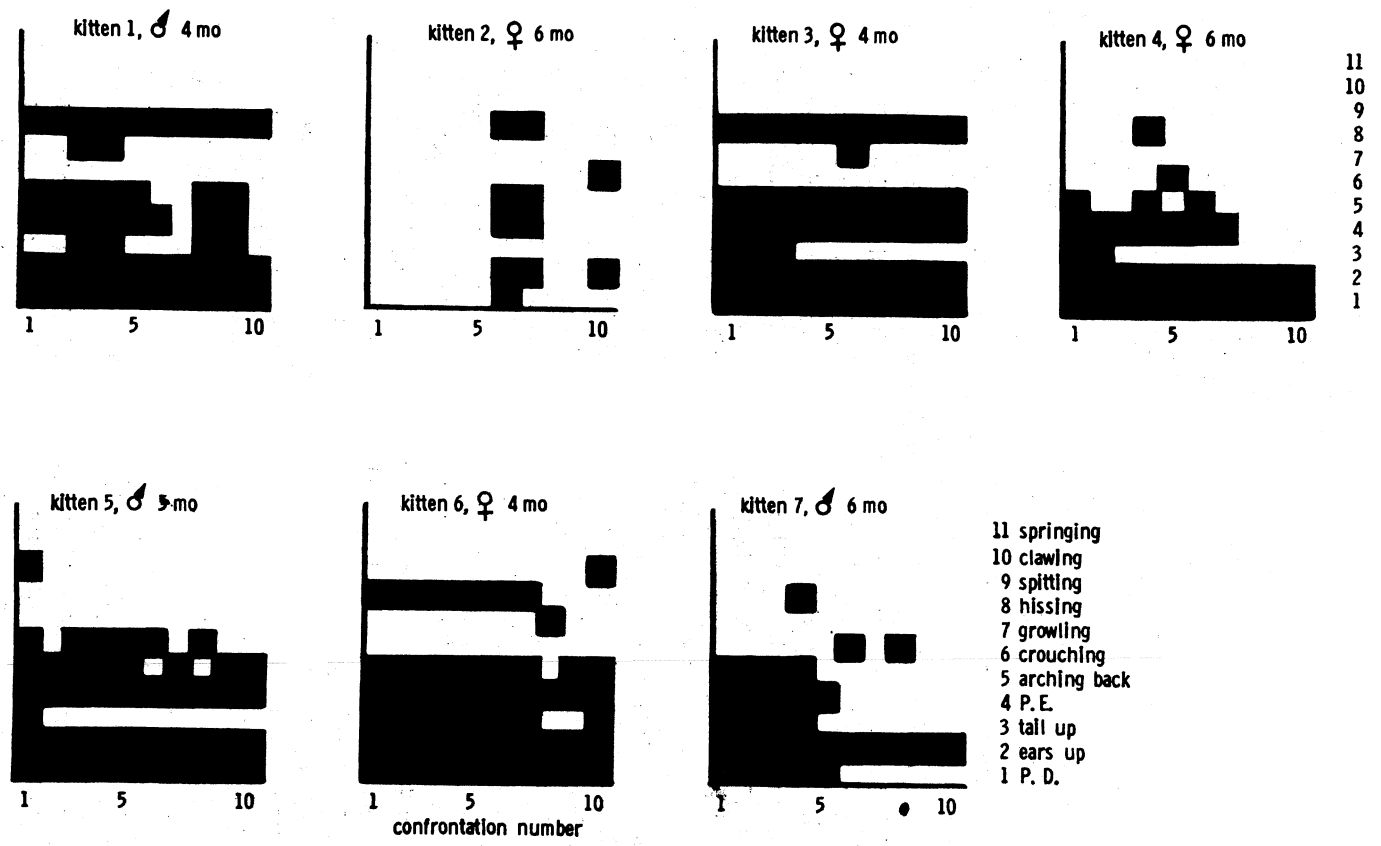 kitten 1, ♂ 4 mo
kitten 2, ♀ 6 mo
kitten 3, ♀ 4 mo
kitten 4, ♀ 6 mo
11
10
9
8
7
6
5
4
3
2
1
1 5 10
1 5 10
1 5 10
1 5 10
kitten 5, ♂ 5 mo
kitten 6, ♀ 4 mo
kitten 7, ♂ 6 mo
11 springing
10 clawing
9 spitting
8 hissing
7 growling
6 crouching
5 arching back
4 P.E.
3 tail up
2 ears up
1 P. D.
1 5 10
1 5 10
1 5 10
confrontation number